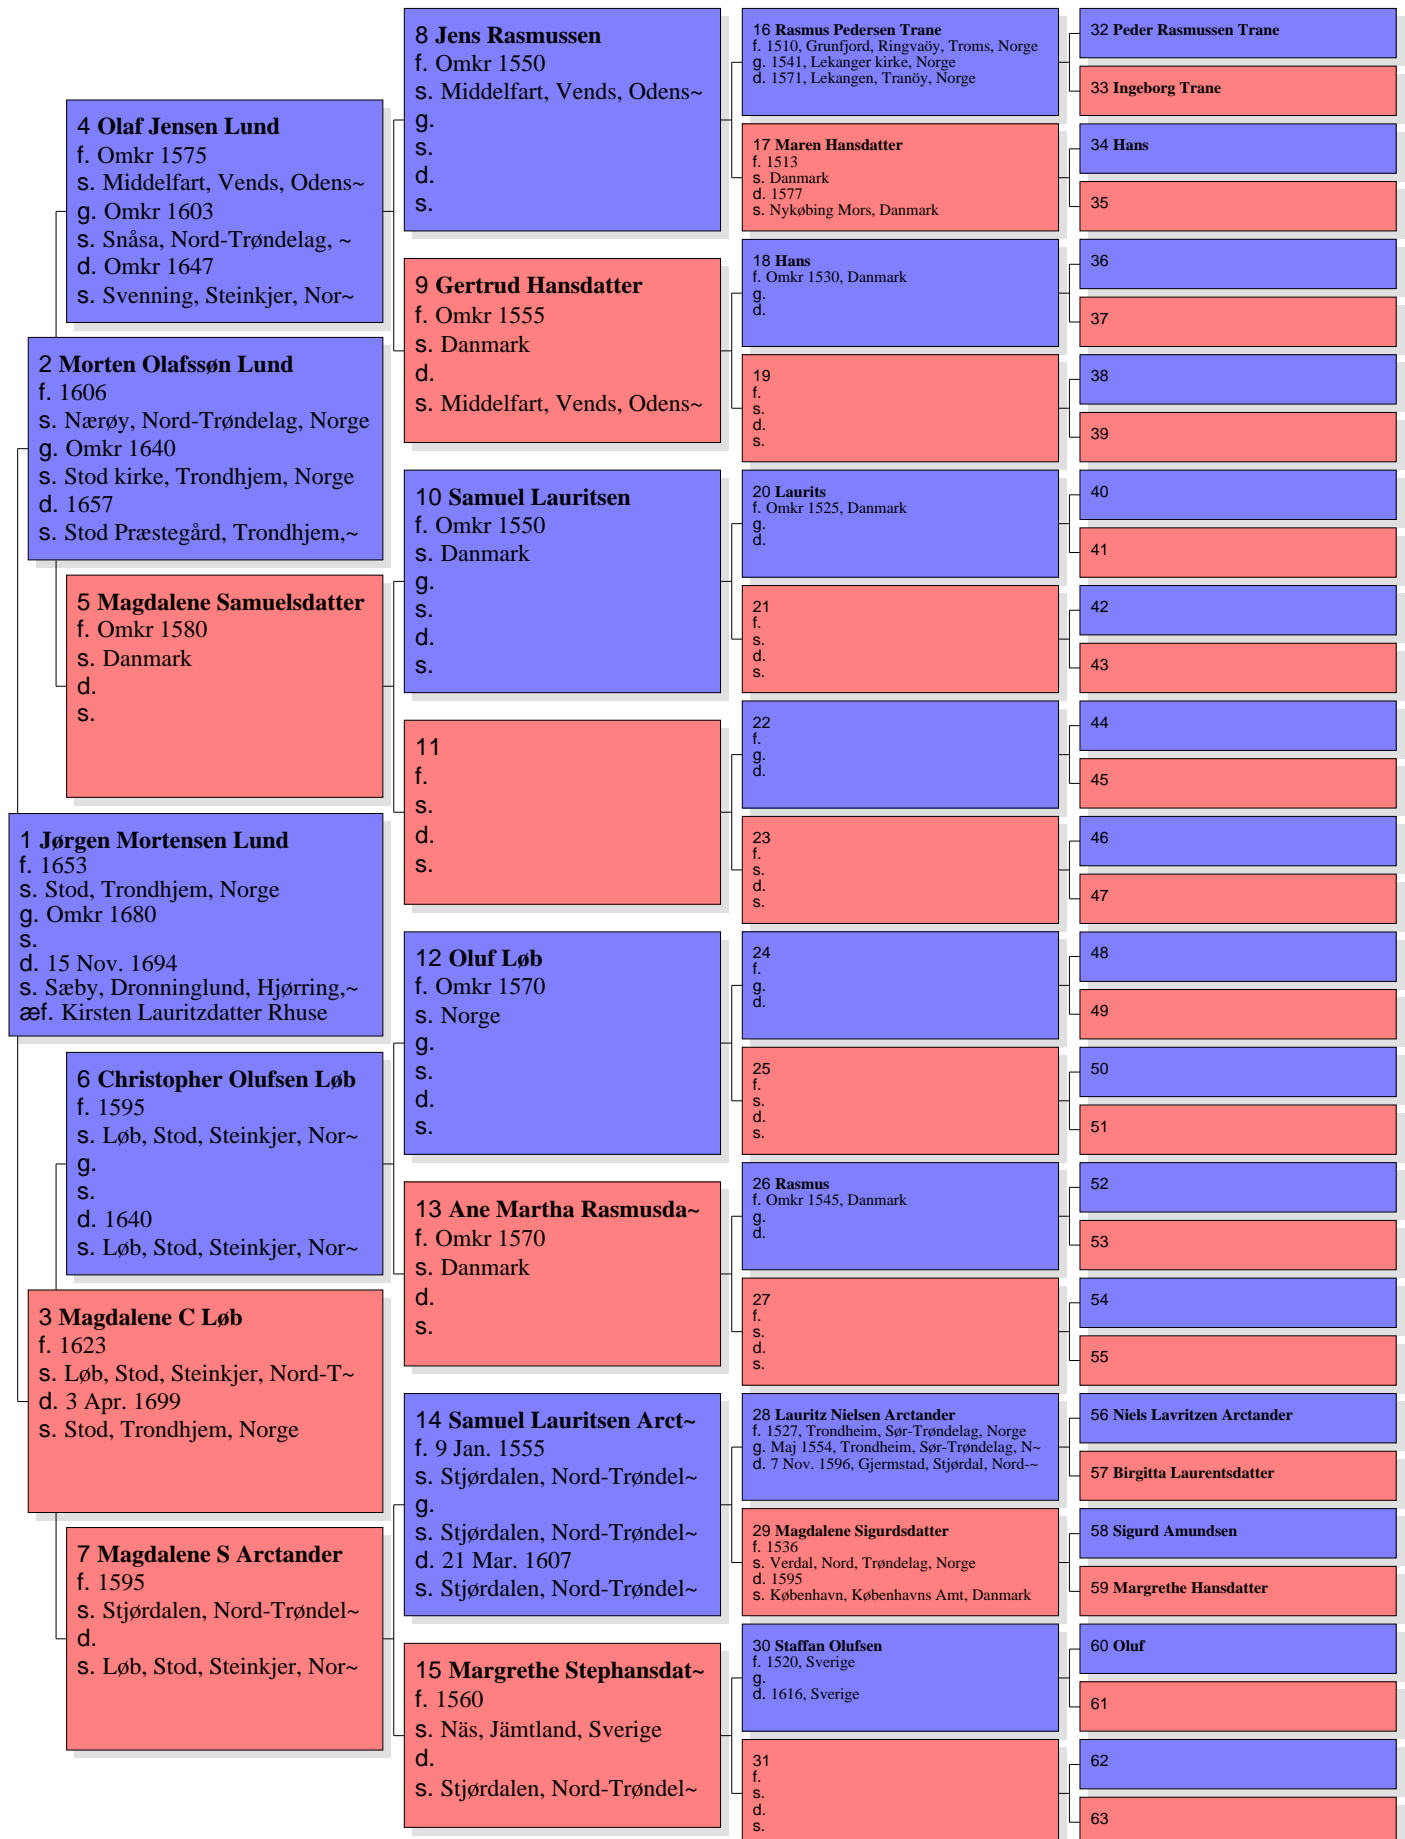 1 Jørgen Mortensen Lund
f. 1653
s. Stod, Trondhjem, Norge
g. Omkr 1680
s.
d. 15 Nov. 1694
s. Sæby, Dronninglund, Hjørring,~
æf. Kirsten Lauritzdatter Rhuse
2 Morten Olafssøn Lund
f. 1606
s. Nærøy, Nord-Trøndelag, Norge
g. Omkr 1640
s. Stod kirke, Trondhjem, Norge
d. 1657
s. Stod Præstegård, Trondhjem,~
3 Magdalene C Løb
f. 1623
s. Løb, Stod, Steinkjer, Nord-T~
d. 3 Apr. 1699
s. Stod, Trondhjem, Norge
4 Olaf Jensen Lund
f. Omkr 1575
s. Middelfart, Vends, Odens~
g. Omkr 1603
s. Snåsa, Nord-Trøndelag, ~
d. Omkr 1647
s. Svenning, Steinkjer, Nor~
5 Magdalene Samuelsdatter
f. Omkr 1580
s. Danmark
d.
s.
6 Christopher Olufsen Løb
f. 1595
s. Løb, Stod, Steinkjer, Nor~
g.
s.
d. 1640
s. Løb, Stod, Steinkjer, Nor~
7 Magdalene S Arctander
f. 1595
s. Stjørdalen, Nord-Trøndel~
d.
s. Løb, Stod, Steinkjer, Nor~
8 Jens Rasmussen
f. Omkr 1550
s. Middelfart, Vends, Odens~
g.
s.
d.
s.
9 Gertrud Hansdatter
f. Omkr 1555
s. Danmark
d.
s. Middelfart, Vends, Odens~
10 Samuel Lauritsen
f. Omkr 1550
s. Danmark
g.
s.
d.
s.
11
f.
s.
d.
s.
12 Oluf Løb
f. Omkr 1570
s. Norge
g.
s.
d.
s.
13 Ane Martha Rasmusda~
f. Omkr 1570
s. Danmark
d.
s.
14 Samuel Lauritsen Arct~
f. 9 Jan. 1555
s. Stjørdalen, Nord-Trøndel~
g.
s. Stjørdalen, Nord-Trøndel~
d. 21 Mar. 1607
s. Stjørdalen, Nord-Trøndel~
15 Margrethe Stephansdat~
f. 1560
s. Näs, Jämtland, Sverige
d.
s. Stjørdalen, Nord-Trøndel~
16 Rasmus Pedersen Trane
f. 1510, Grunfjord, Ringvaöy, Troms, Norge
g. 1541, Lekanger kirke, Norge
d. 1571, Lekangen, Tranöy, Norge
17 Maren Hansdatter
f. 1513
s. Danmark
d. 1577
s. Nykøbing Mors, Danmark
18 Hans
f. Omkr 1530, Danmark
g.
d.
19
f.
s.
d.
s.
20 Laurits
f. Omkr 1525, Danmark
g.
d.
21
f.
s.
d.
s.
22
f.
g.
d.
23
f.
s.
d.
s.
24
f.
g.
d.
25
f.
s.
d.
s.
26 Rasmus
f. Omkr 1545, Danmark
g.
d.
27
f.
s.
d.
s.
28 Lauritz Nielsen Arctander
f. 1527, Trondheim, Sør-Trøndelag, Norge
g. Maj 1554, Trondheim, Sør-Trøndelag, N~
d. 7 Nov. 1596, Gjermstad, Stjørdal, Nord-~
29 Magdalene Sigurdsdatter
f. 1536
s. Verdal, Nord, Trøndelag, Norge
d. 1595
s. København, Københavns Amt, Danmark
30 Staffan Olufsen
f. 1520, Sverige
g.
d. 1616, Sverige
31
f.
s.
d.
s.
32 Peder Rasmussen Trane
33 Ingeborg Trane
34 Hans
35
36
37
38
39
40
41
42
43
44
45
46
47
48
49
50
51
52
53
54
55
56 Niels Lavritzen Arctander
57 Birgitta Laurentsdatter
58 Sigurd Amundsen
59 Margrethe Hansdatter
60 Oluf
61
62
63